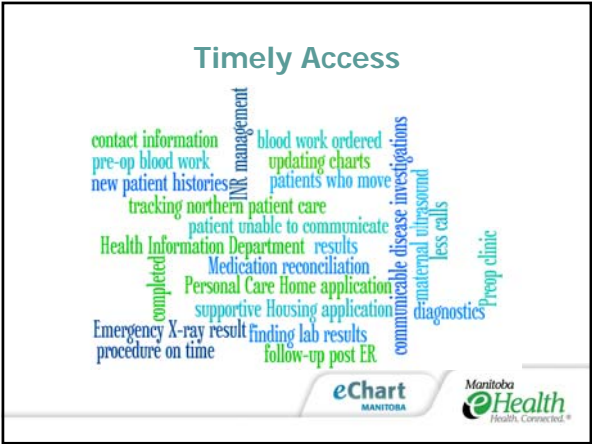 Timely Access
INR management
contact information
blood work ordered
pre-op blood work
updating charts
new patient histories
patients who move
communicable disease investigations
maternal ultrasound
less calls
tracking northern patient care
patient unable to communicate
Health Information Department
results
Medication reconciliation
completed
Personal Care Home application
Preop clinic
supportive Housing application
diagnostics
Emergency X-ray result
finding lab results
procedure on time
follow-up post ER
eChart
MANITOBA
Manitoba
eHealth
Health. Connected.®